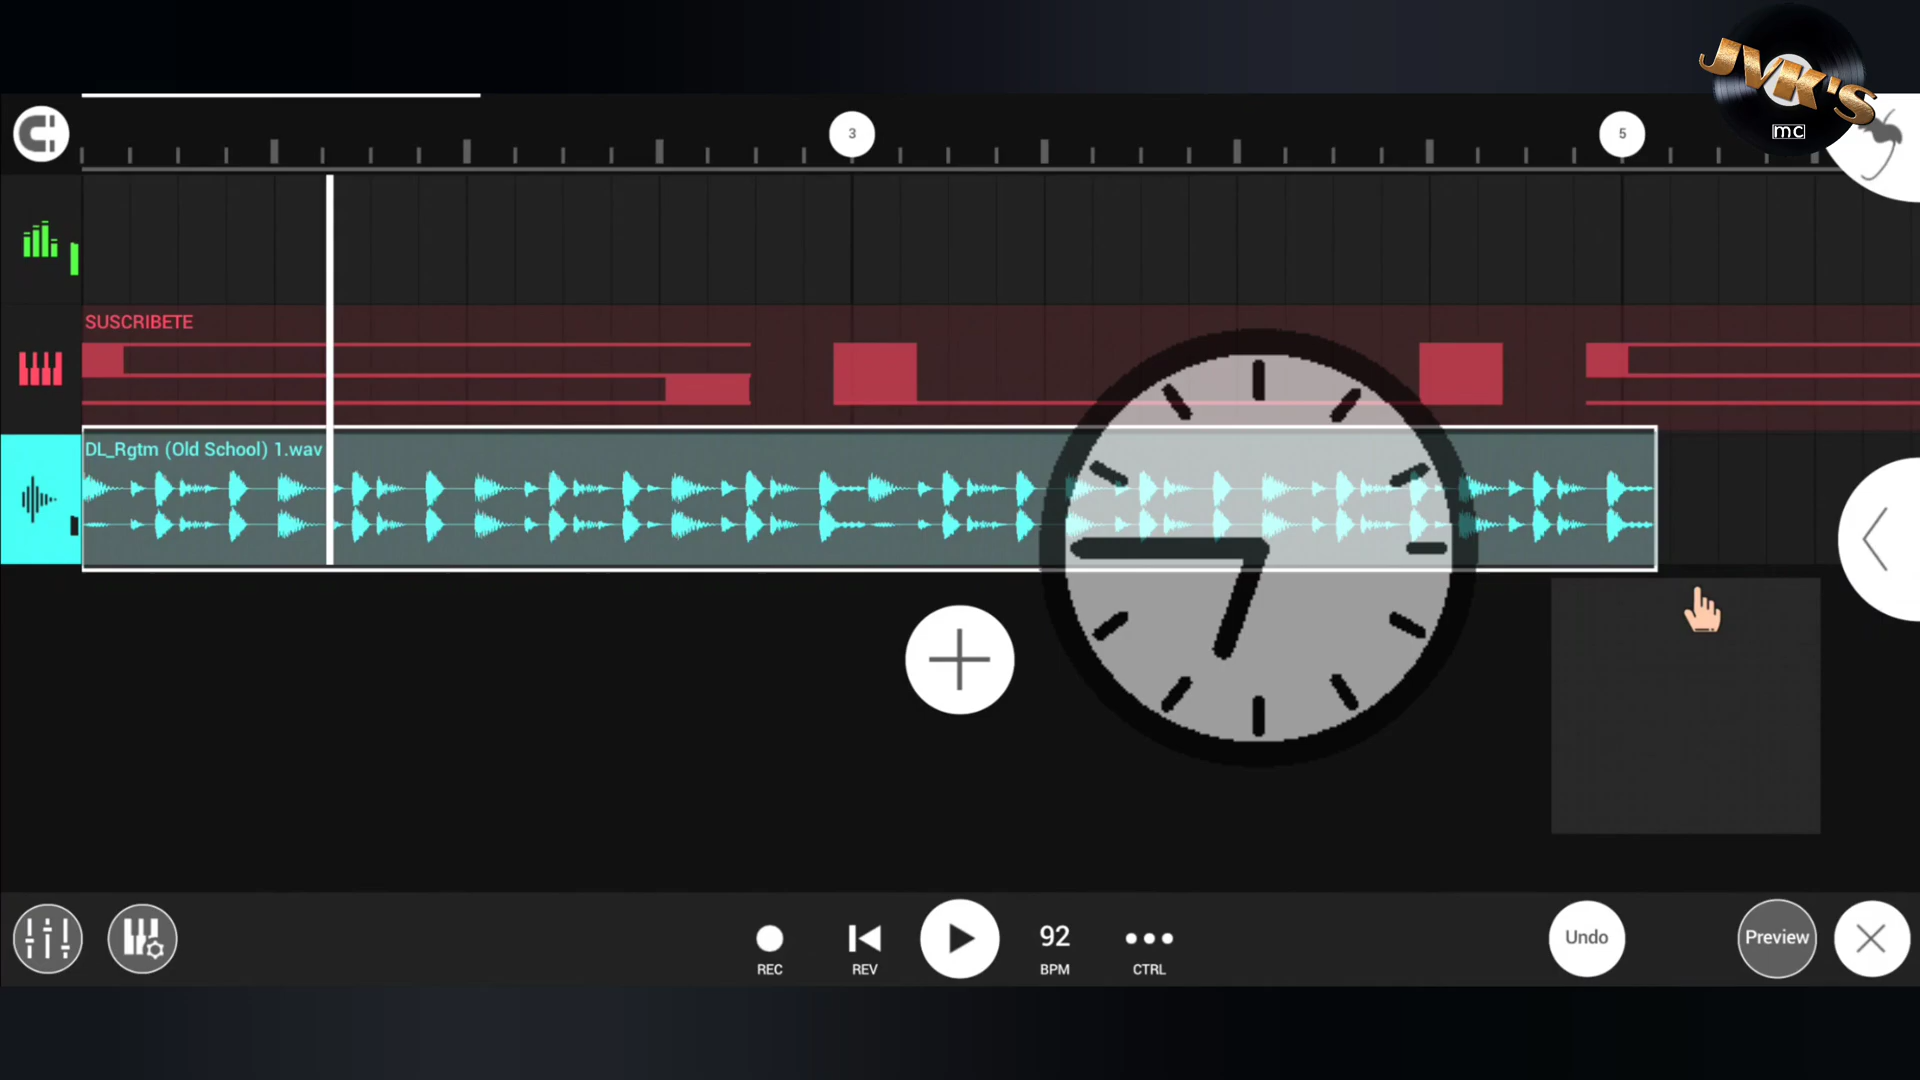 JVK'S
mc
3
5
SUSCRIBETE
DL_Rgtm (Old School) 1.wav
92
REC
REV
BPM
CTRL
Undo
Preview